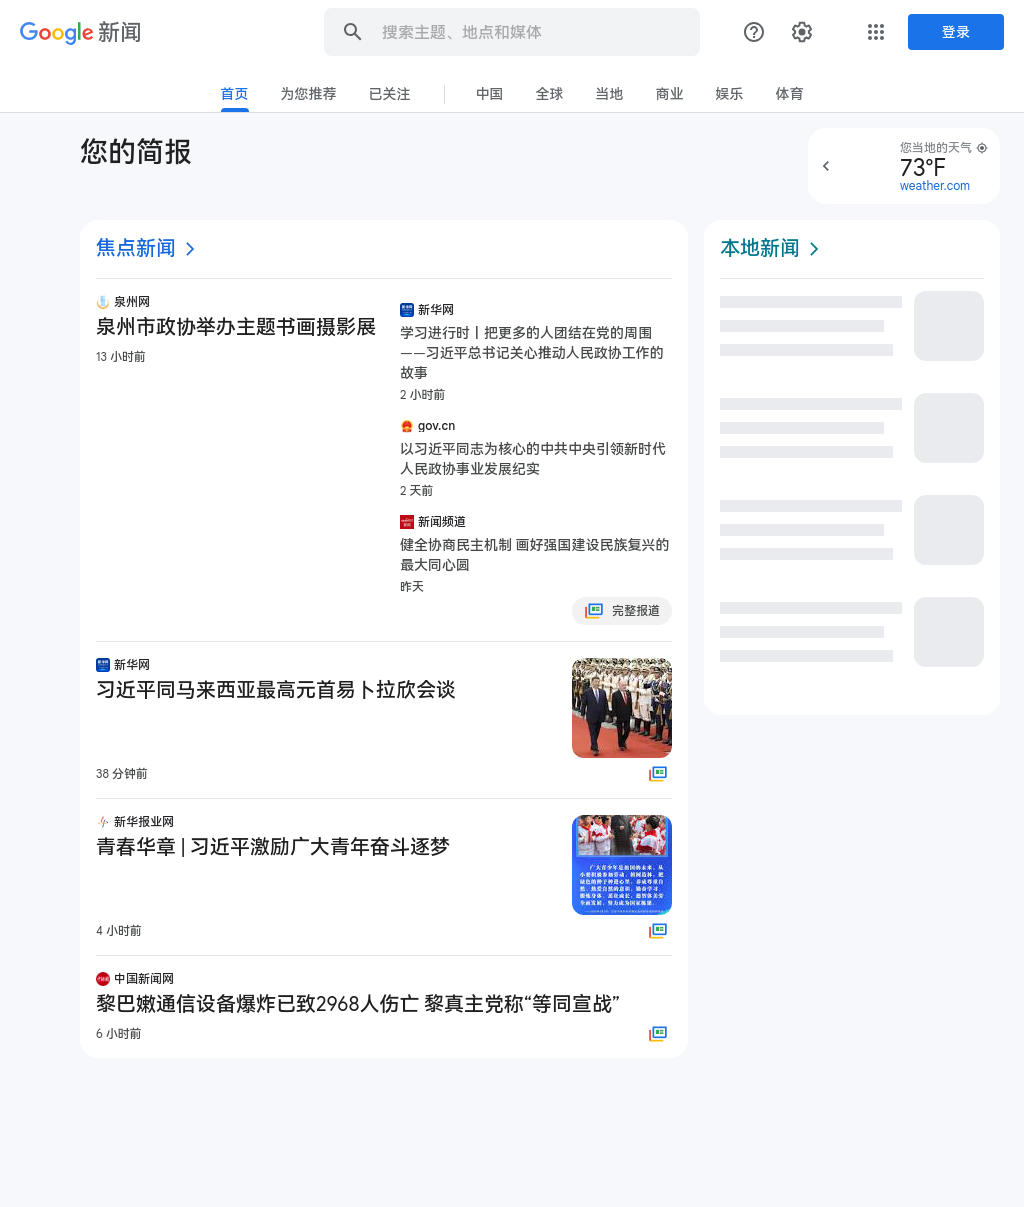 Google 新闻
搜索主题、地点和媒体
登录
首页 为您推荐 已关注 中国 全球 当地 商业 娱乐 体育
您的简报
您当地的天气
73°F
weather.com
焦点新闻
泉州网
泉州市政协举办主题书画摄影展
13 小时前
新华网
学习进行时丨把更多的人团结在党的周围
——习近平总书记关心推动人民政协工作的
故事
2 小时前
gov.cn
以习近平同志为核心的中共中央引领新时代
人民政协事业发展纪实
2 天前
新闻频道
健全协商民主机制 画好强国建设民族复兴的
最大同心圆
昨天
完整报道
新华网
习近平同马来西亚最高元首易卜拉欣会谈
38 分钟前
新华报业网
青春华章 | 习近平激励广大青年奋斗逐梦
4 小时前
中国新闻网
黎巴嫩通信设备爆炸已致2968人伤亡 黎真主党称“等同宣战”
6 小时前
本地新闻